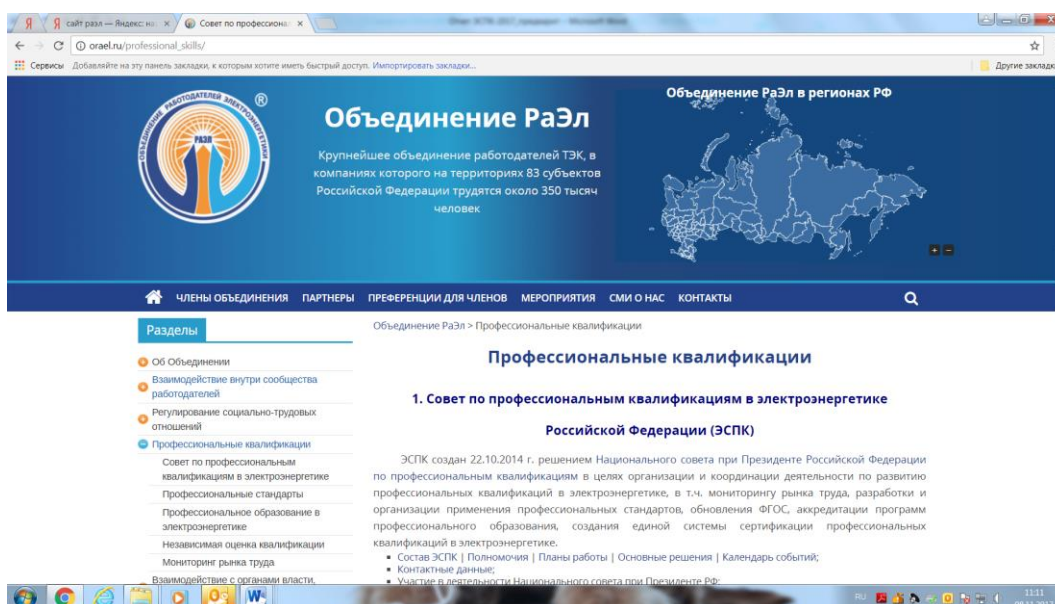 Я
сайт раэл — Яндекс: на
Совет по профессионал
orael.ru/professional_skills/
Сервисы Добавляйте на эту панель закладки, к которым хотите иметь быстрый доступ. Импортировать закладки...
Другие закладк
ОБЪЕДИНЕНИЕ РАБОТОДАТЕЛЕЙ ЭЛЕКТРОЭНЕРГЕТИКИ
РАЭЛ
®
Объединение РаЭл
Крупнейшее объединение работодателей ТЭК, в
компаниях которого на территориях 83 субъектов
Российской Федерации трудятся около 350 тысяч
человек
Объединение РаЭл в регионах РФ
+ −
ЧЛЕНЫ ОБЪЕДИНЕНИЯ ПАРТНЕРЫ ПРЕФЕРЕНЦИИ ДЛЯ ЧЛЕНОВ МЕРОПРИЯТИЯ СМИ О НАС КОНТАКТЫ
Разделы
Об Объединении
Взаимодействие внутри сообщества
работодателей
Регулирование социально-трудовых
отношений
Профессиональные квалификации
Совет по профессиональным
квалификациям в электроэнергетике
Профессиональные стандарты
Профессиональное образование в
электроэнергетике
Независимая оценка квалификации
Мониторинг рынка труда
Взаимодействие с органами власти,
Объединение РаЭл > Профессиональные квалификации
Профессиональные квалификации
1. Совет по профессиональным квалификациям в электроэнергетике
Российской Федерации (ЭСПК)
ЭСПК создан 22.10.2014 г. решением Национального совета при Президенте Российской Федерации
по профессиональным квалификациям в целях организации и координации деятельности по развитию
профессиональных квалификаций в электроэнергетике, в т.ч. мониторингу рынка труда, разработки и
организации применения профессиональных стандартов, обновления ФГОС, аккредитации программ
профессионального образования, создания единой системы сертификации профессиональных
квалификаций в электроэнергетике.
Состав ЭСПК | Полномочия | Планы работы | Основные решения | Календарь событий;
Контактные данные;
Участие в деятельности Национального совета при Президенте РФ;
RU
11:11